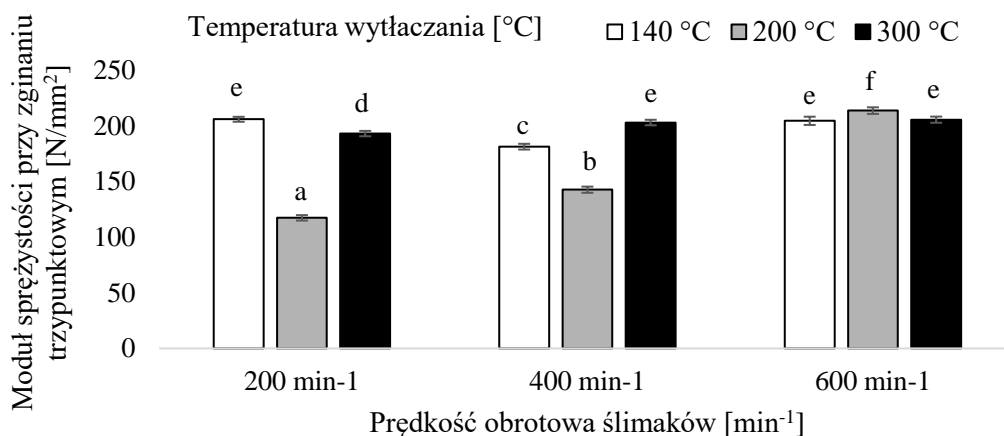 Temperatura wytłaczania [°C] 140 °C 200 °C 300 °C
Moduł sprężystości przy zginaniu
trzypunktowym [N/mm²]
250
200
150
100
50
0
e a d
c b e
e f e
200 min-1 400 min-1 600 min-1
Prędkość obrotowa ślimaków [min⁻¹]